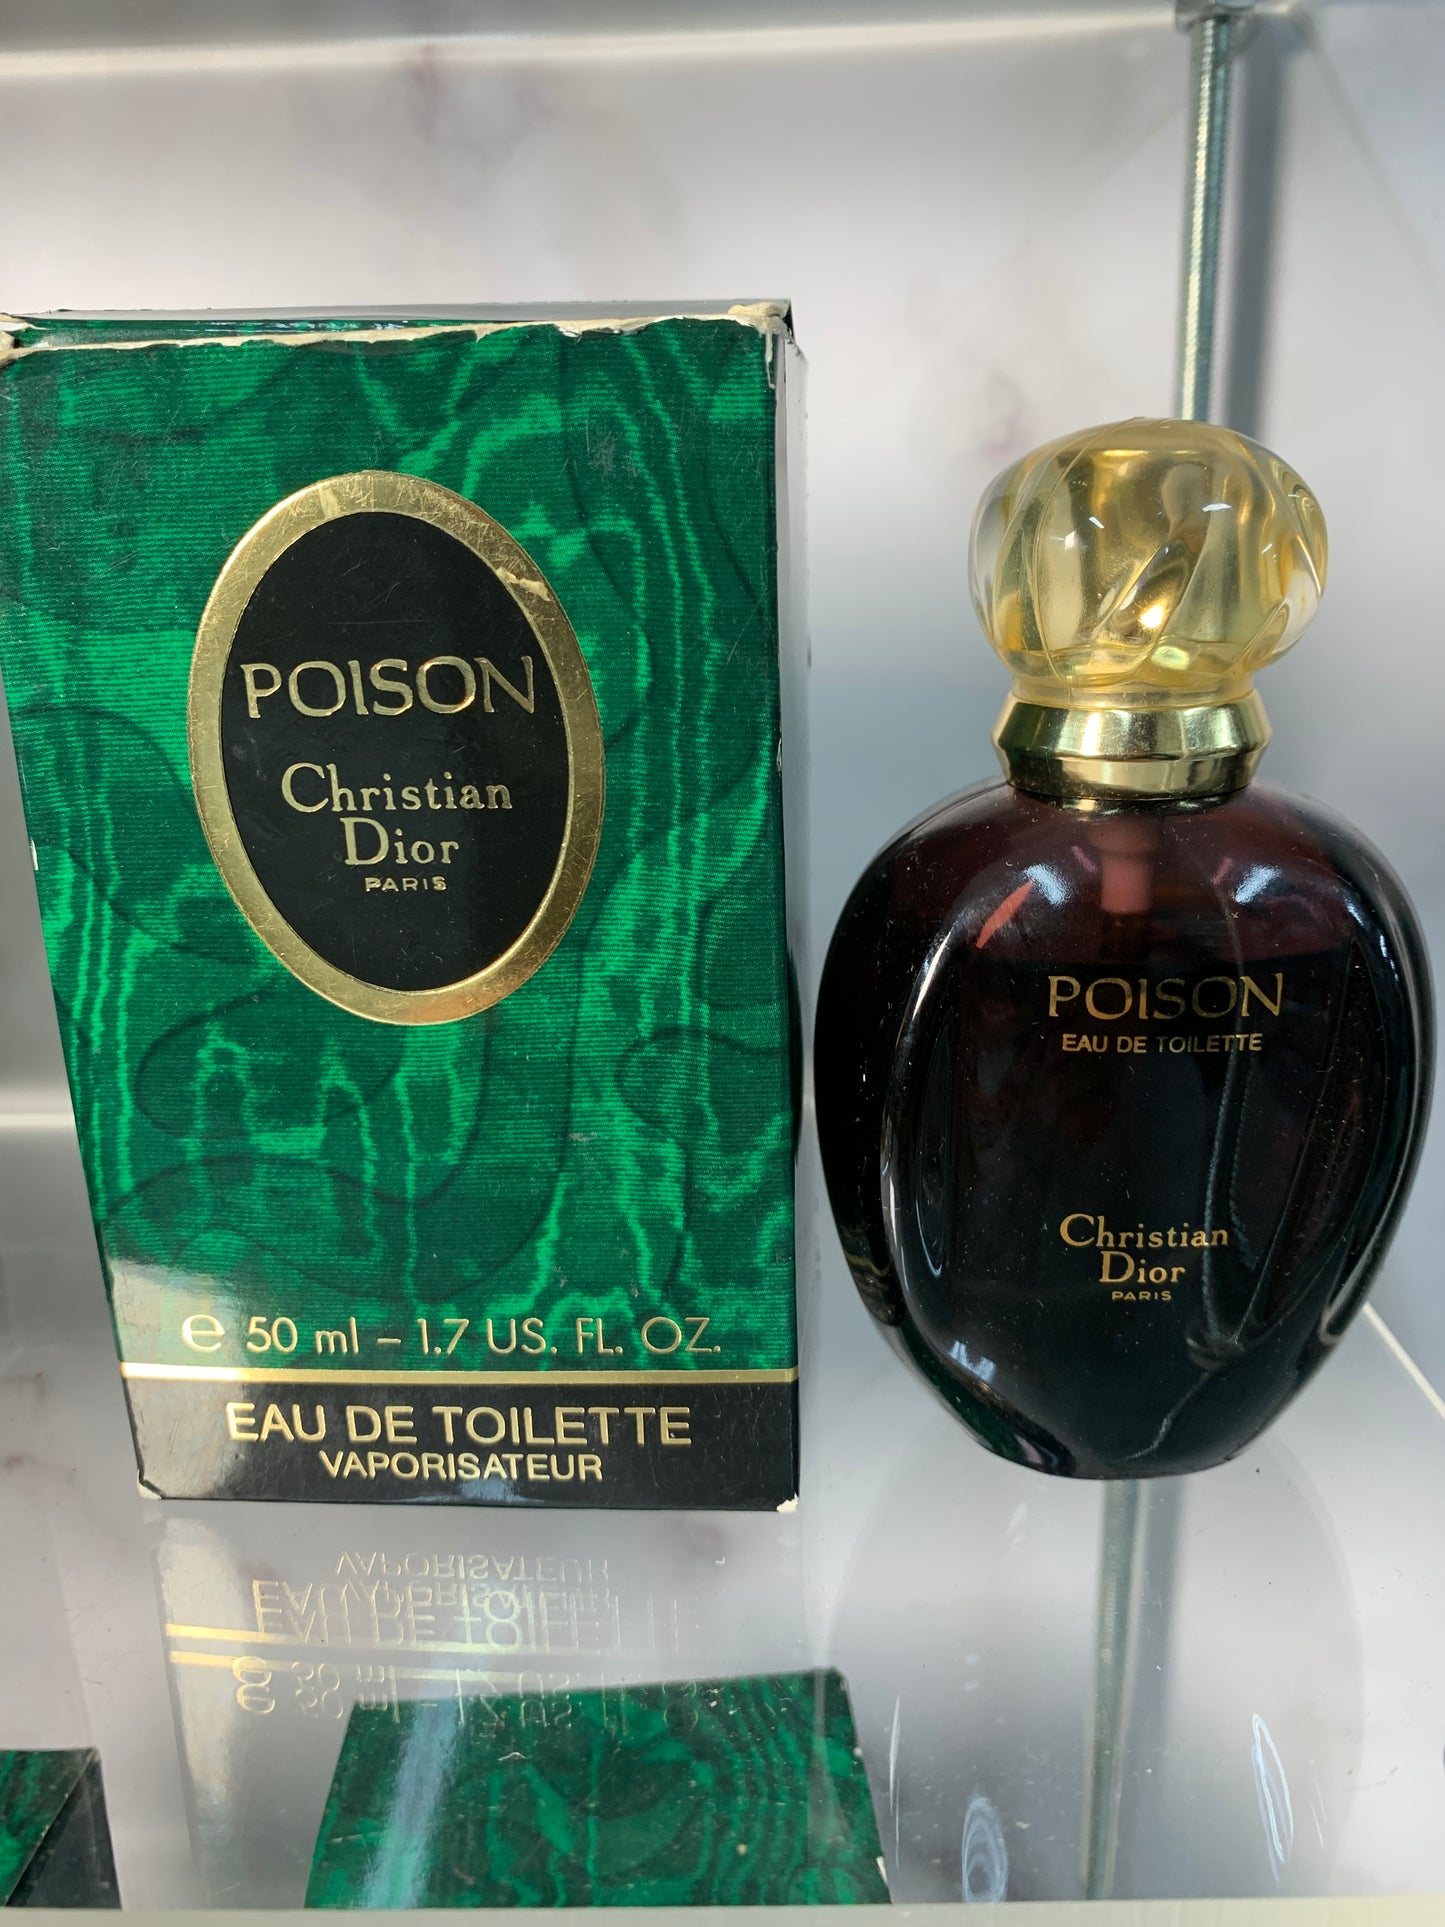 POISON
Christian
Dior
PARIS
e 50 ml – 1.7 US. FL. OZ.
EAU DE TOILETTE
VAPORISATEUR
POISON
EAU DE TOILETTE
Christian
Dior
PARIS